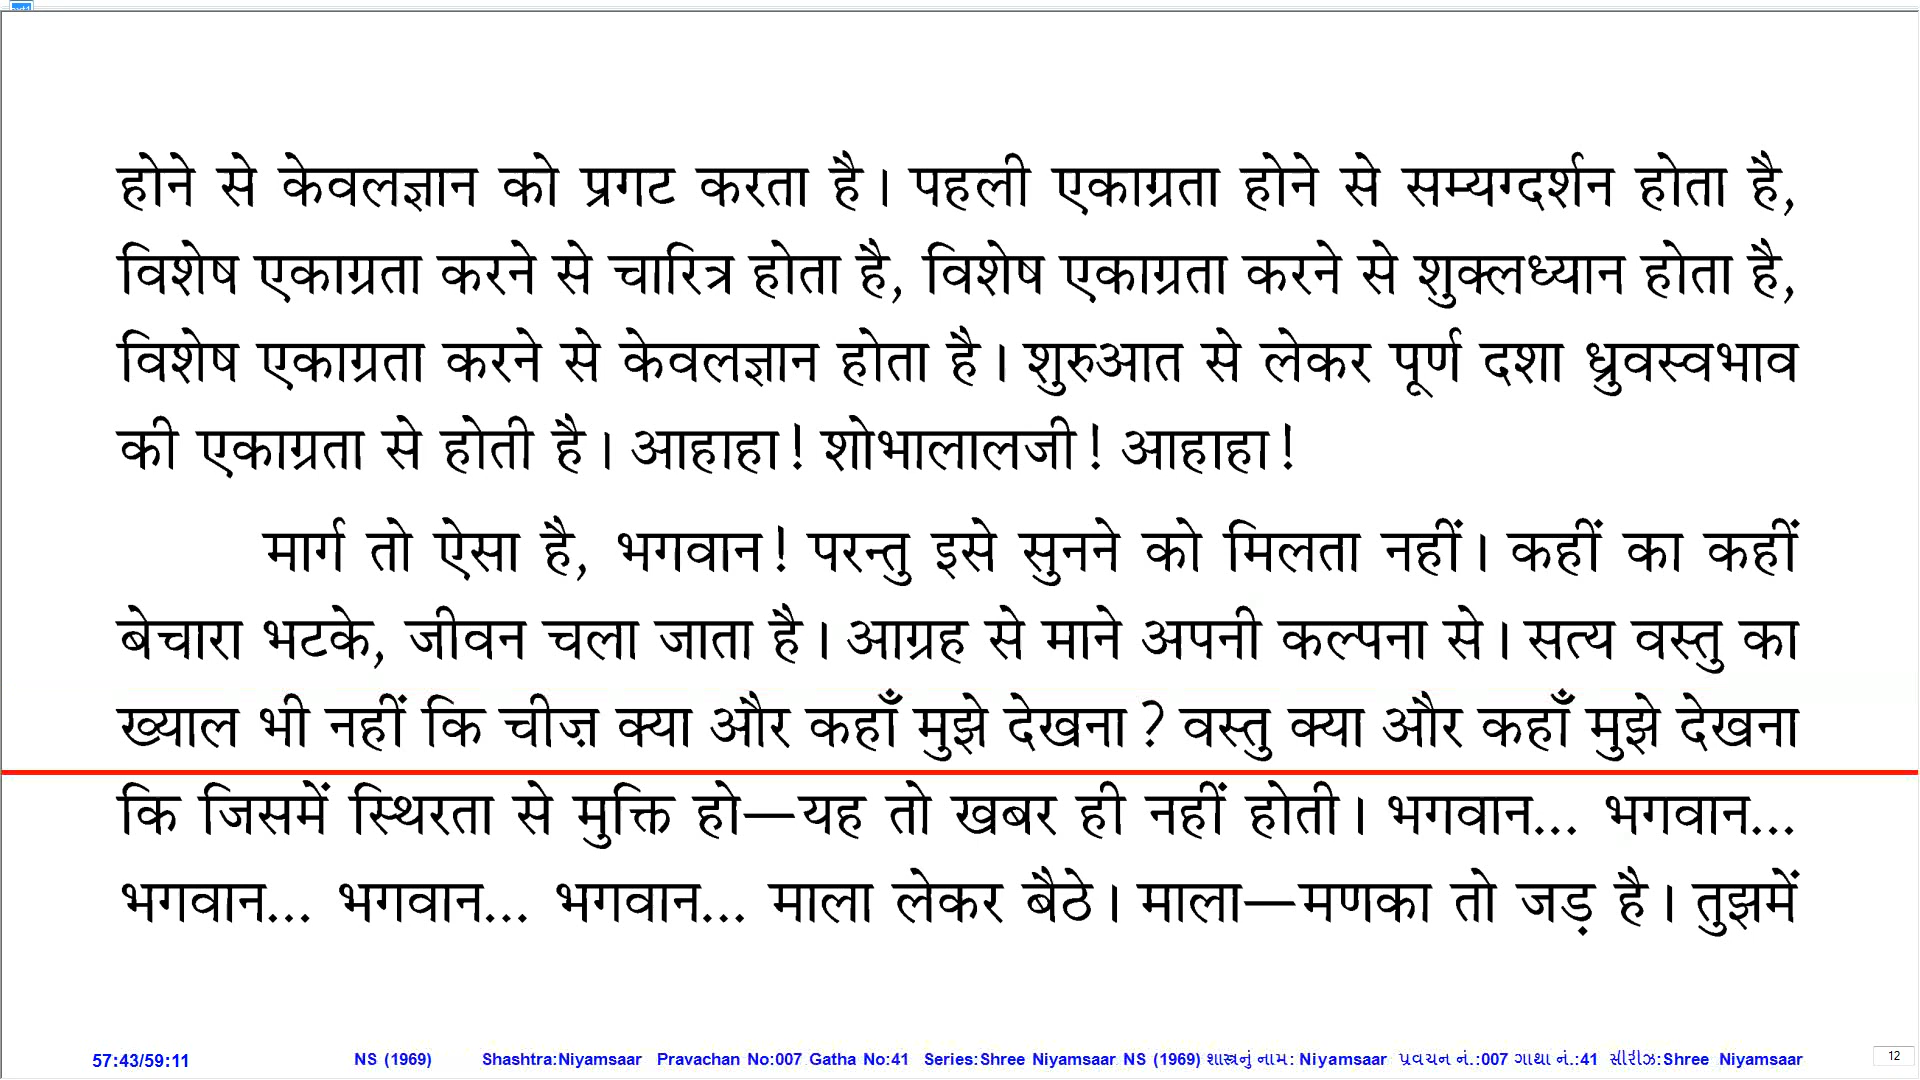 होने से केवलज्ञान को प्रगट करता है। पहली एकाग्रता होने से सम्यग्दर्शन होता है,
विशेष एकाग्रता करने से चारित्र होता है, विशेष एकाग्रता करने से शुक्लध्यान होता है,
विशेष एकाग्रता करने से केवलज्ञान होता है। शुरुआत से लेकर पूर्ण दशा ध्रुवस्वभाव
की एकाग्रता से होती है। आहाहा! शोभालालजी! आहाहा!
मार्ग तो ऐसा है, भगवान! परन्तु इसे सुनने को मिलता नहीं। कहीं का कहीं
बेचारा भटके, जीवन चला जाता है। आग्रह से माने अपनी कल्पना से। सत्य वस्तु का
ख्याल भी नहीं कि चीज़ क्या और कहाँ मुझे देखना? वस्तु क्या और कहाँ मुझे देखना
कि जिसमें स्थिरता से मुक्ति हो—यह तो खबर ही नहीं होती। भगवान... भगवान...
भगवान... भगवान... भगवान... माला लेकर बैठे। माला—मणका तो जड़ है। तुझमें
57:43/59:11 NS (1969) Shashtra:Niyamsaar Pravachan No:007 Gatha No:41 Series:Shree Niyamsaar NS (1969) શાસ્ત્રનું નામ: Niyamsaar પ્રવચન નં.:007 ગાથા નં.:41 સીરીઝ:Shree Niyamsaar 12